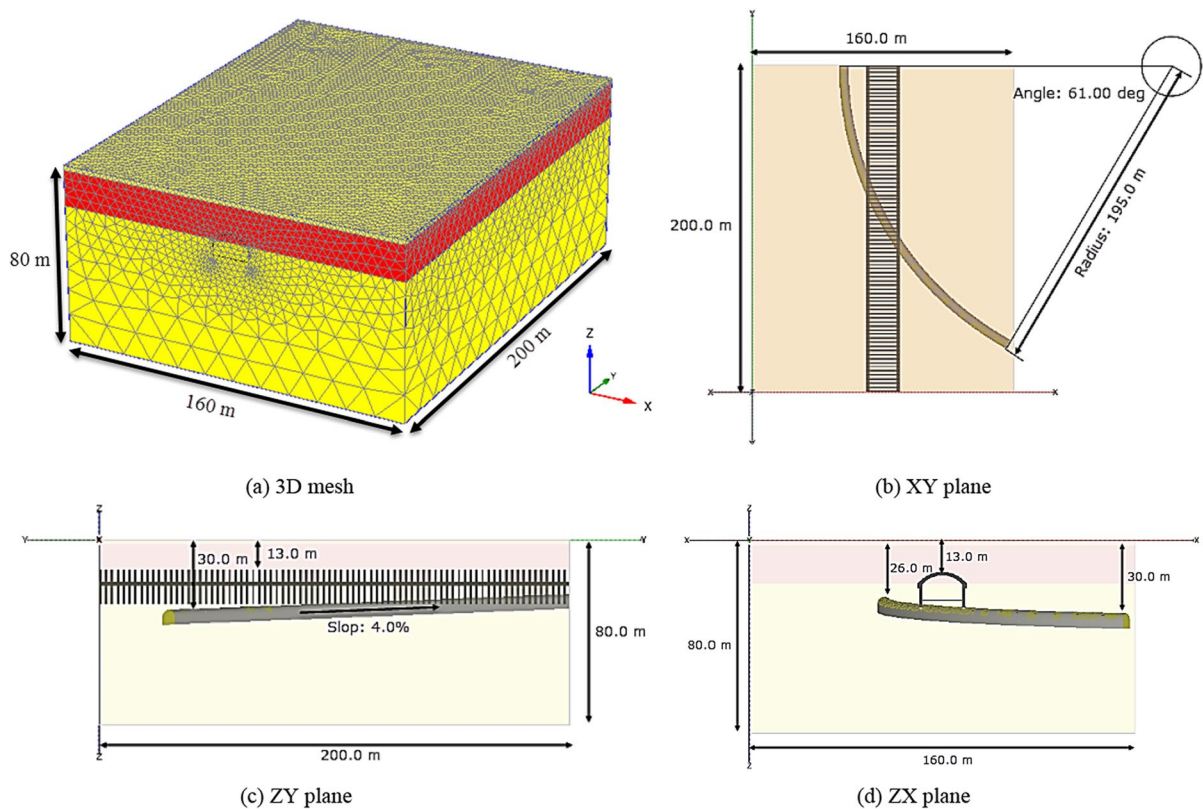 80 m
160 m
200 m
Z
Y
X
(a) 3D mesh
Y
160.0 m
200.0 m
Angle: 61.00 deg
Radius: 195.0 m
X
Z
X
Y
(b) XY plane
Z
Y
X
Y
30.0 m
13.0 m
Slop: 4.0%
80.0 m
Z
200.0 m
(c) ZY plane
Z
X
Y
X
26.0 m
13.0 m
30.0 m
80.0 m
Z
160.0 m
(d) ZX plane